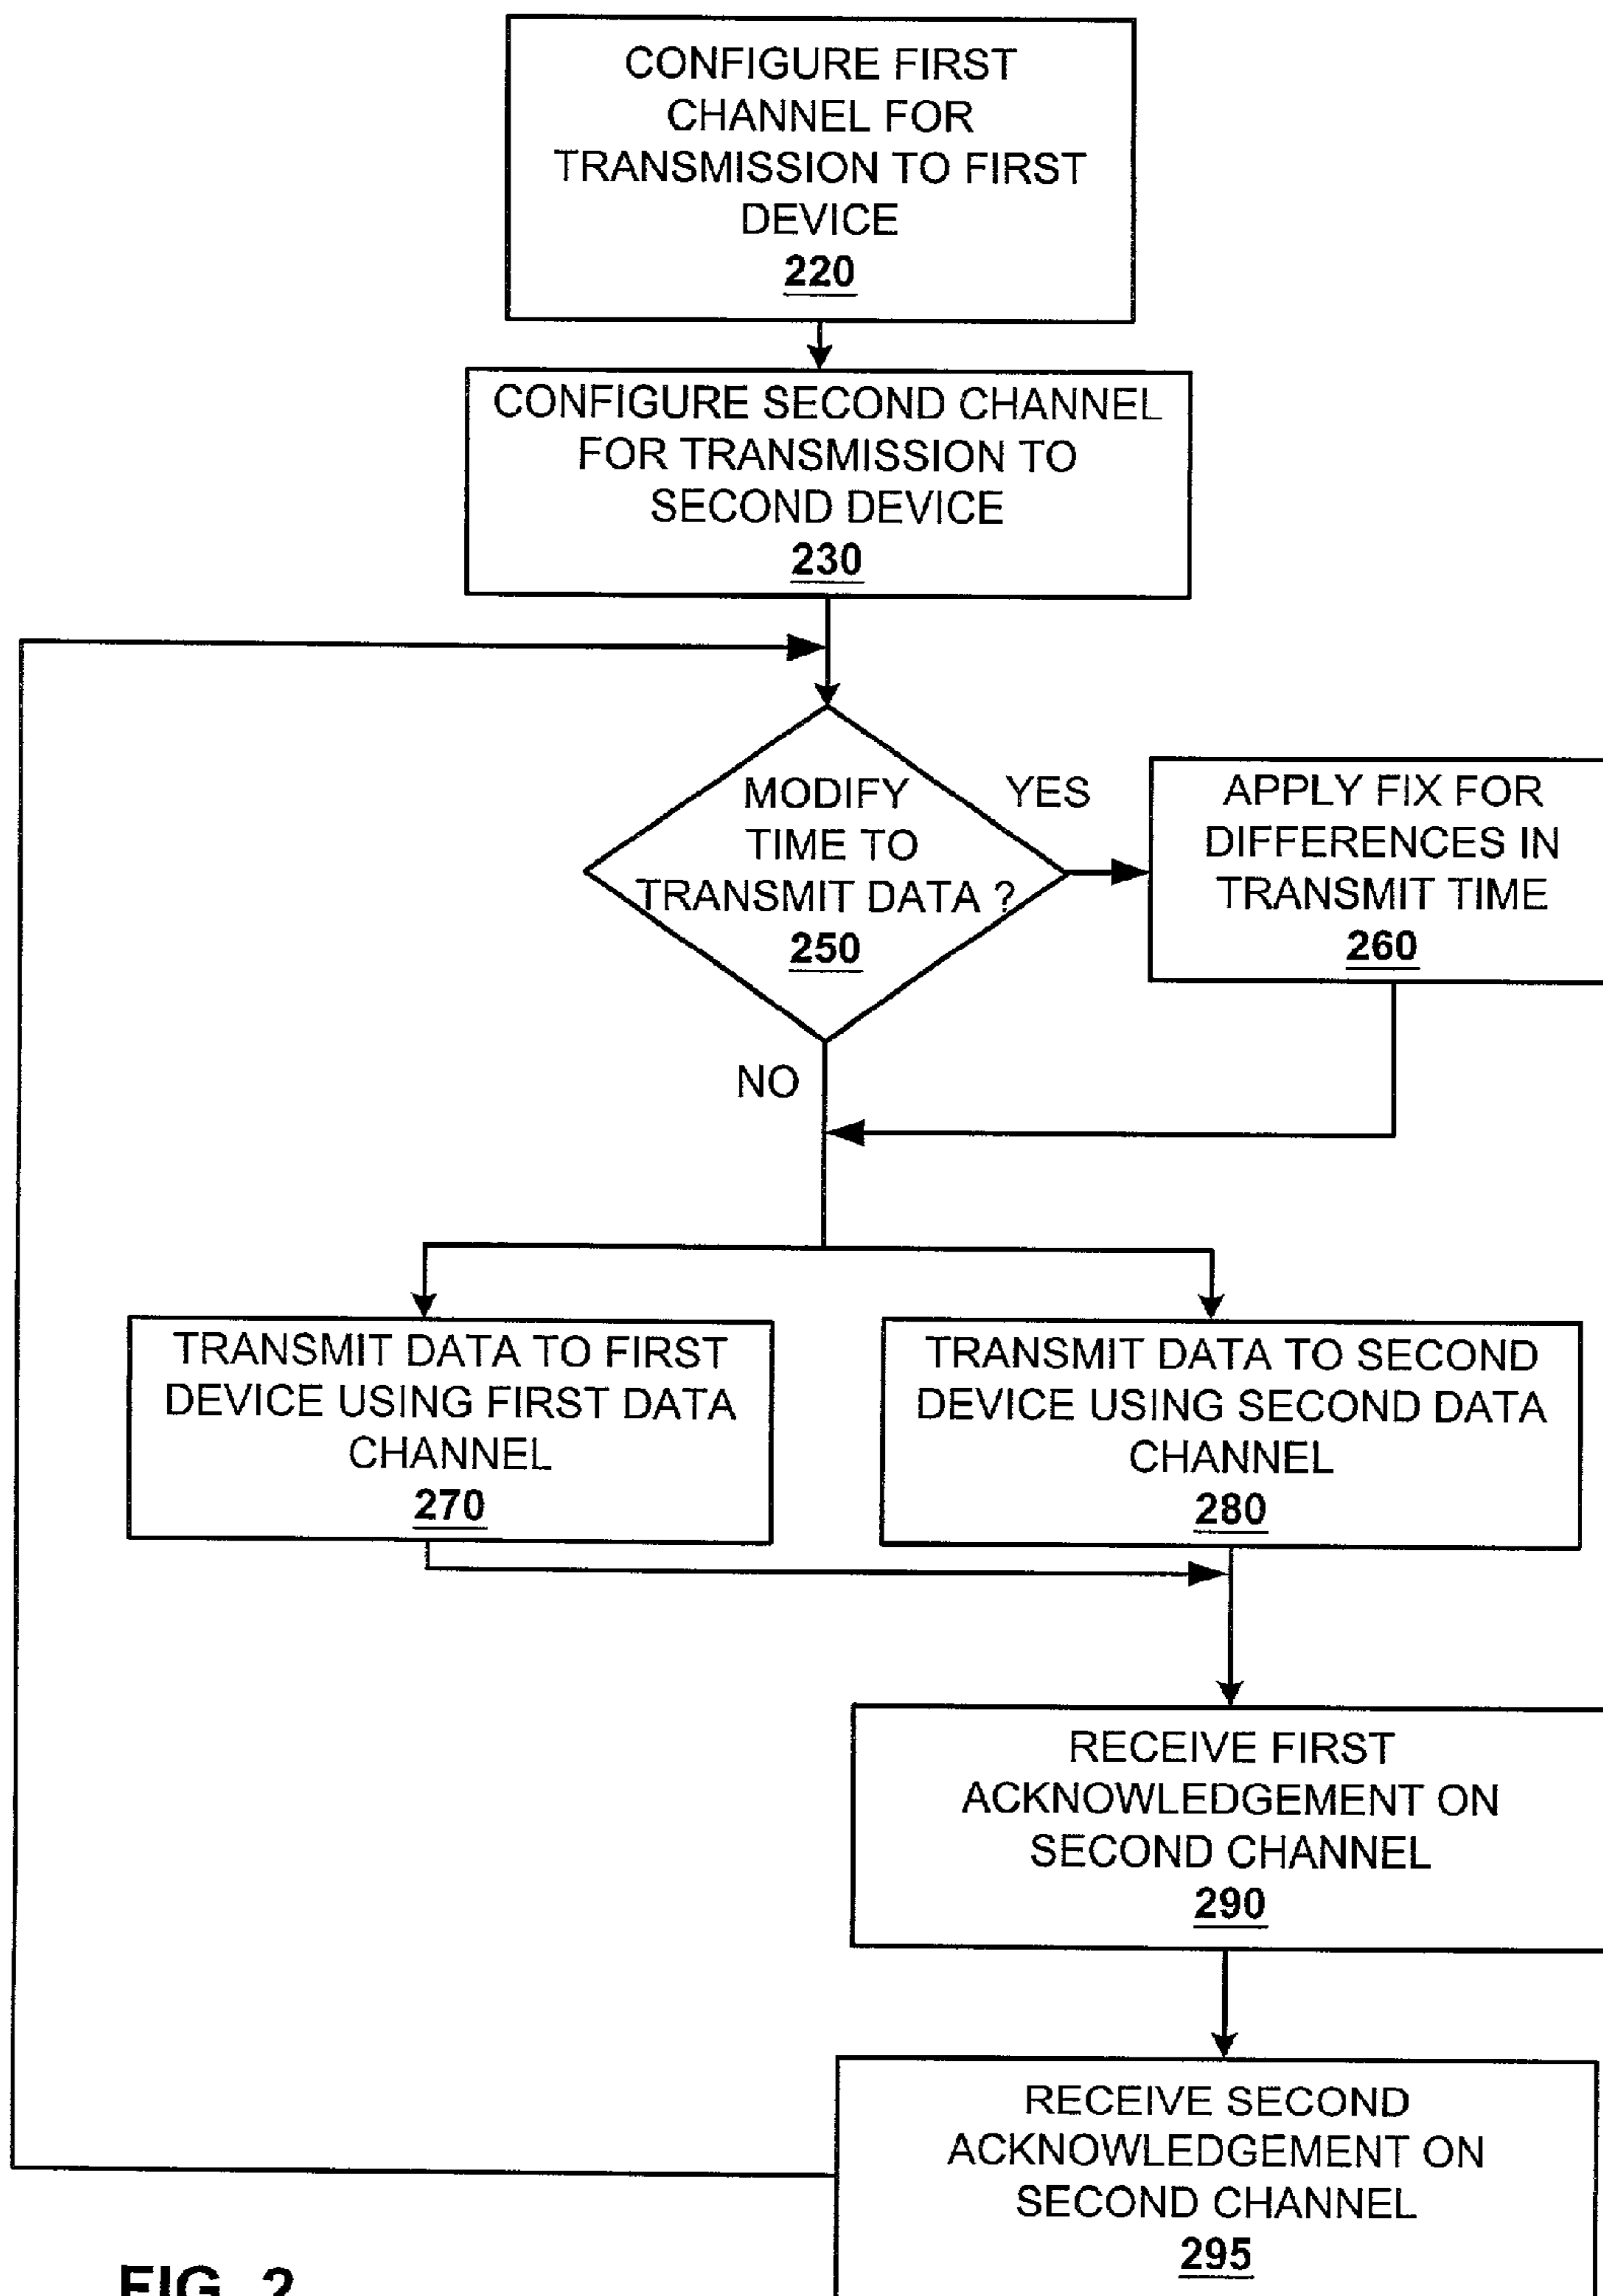 CONFIGURE FIRST
CHANNEL FOR
TRANSMISSION TO FIRST
DEVICE
220
CONFIGURE SECOND CHANNEL
FOR TRANSMISSION TO
SECOND DEVICE
230
MODIFY
TIME TO
TRANSMIT DATA ?
250
YES
APPLY FIX FOR
DIFFERENCES IN
TRANSMIT TIME
260
NO
TRANSMIT DATA TO FIRST
DEVICE USING FIRST DATA
CHANNEL
270
TRANSMIT DATA TO SECOND
DEVICE USING SECOND DATA
CHANNEL
280
RECEIVE FIRST
ACKNOWLEDGEMENT ON
SECOND CHANNEL
290
RECEIVE SECOND
ACKNOWLEDGEMENT ON
SECOND CHANNEL
295
FIG. 2